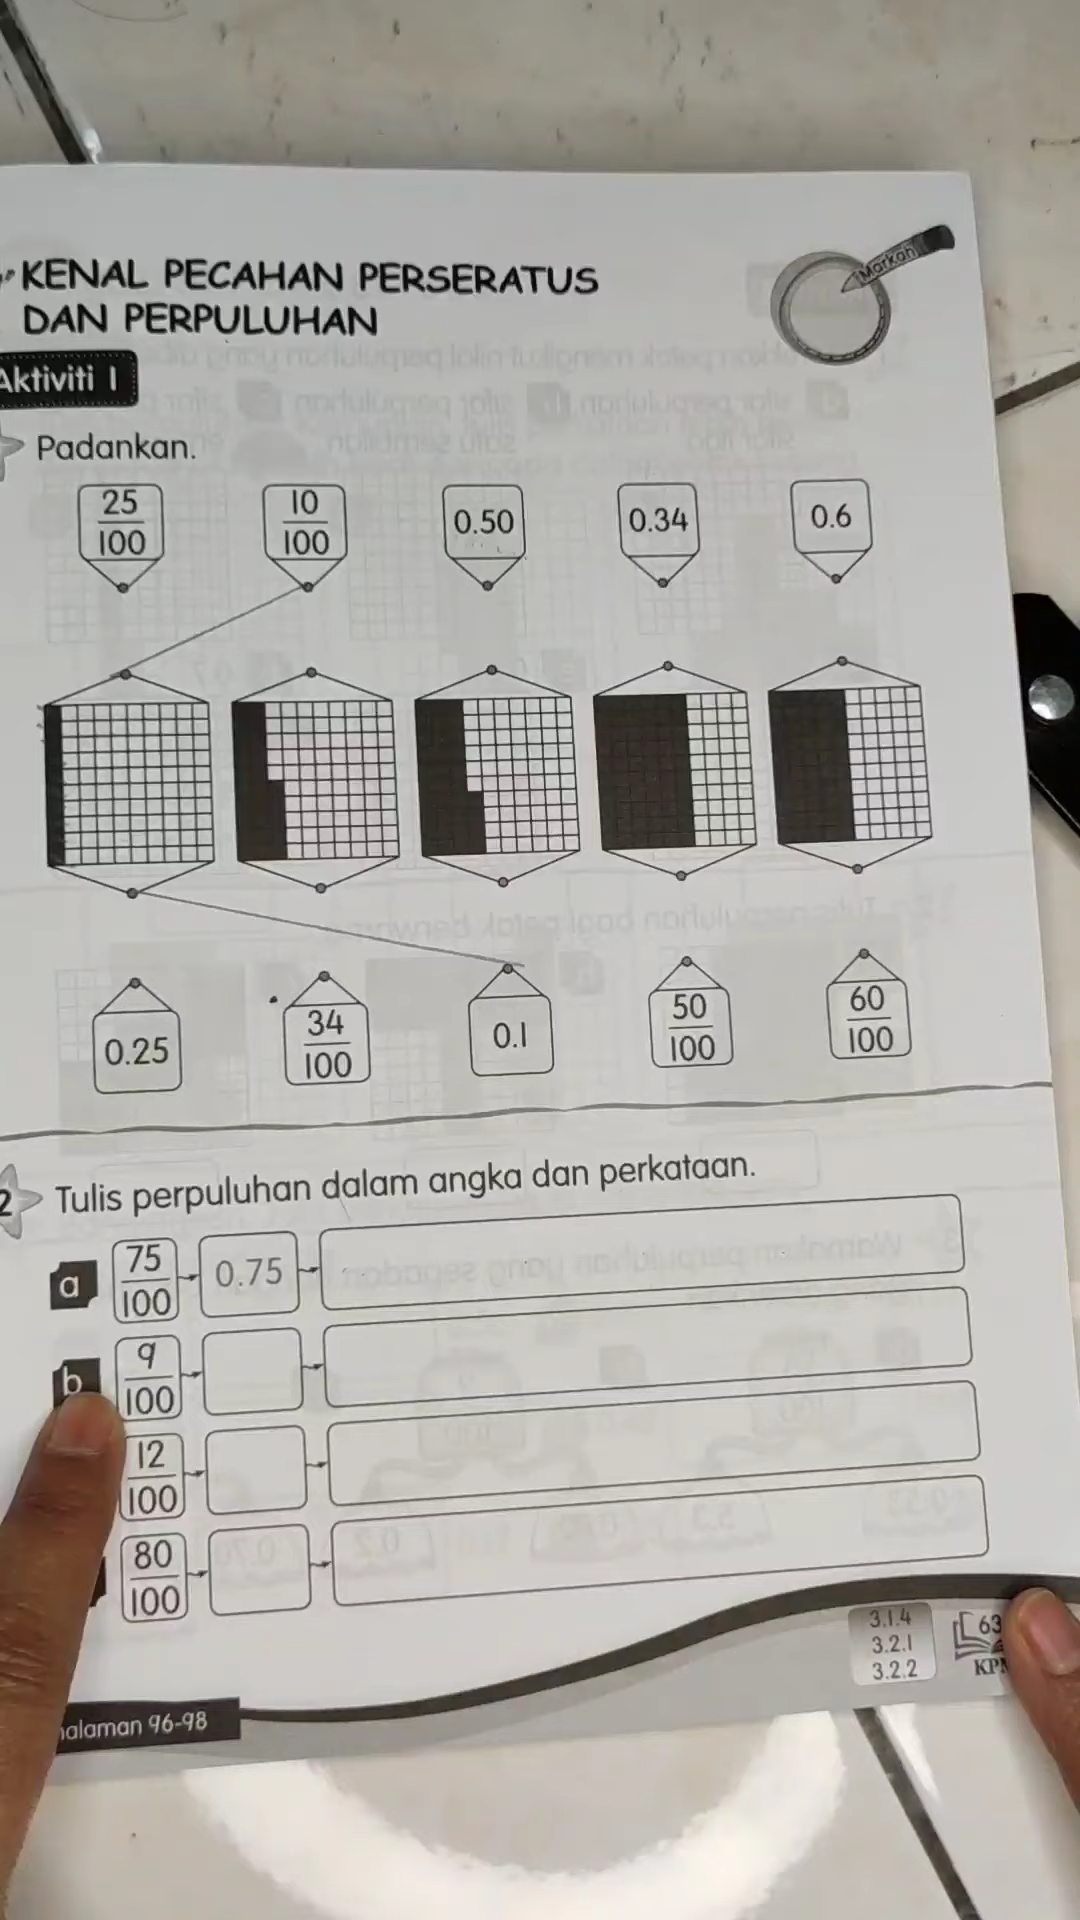 KENAL PECAHAN PERSERATUS
DAN PERPULUHAN
Markah
Aktiviti 1
Padankan.
25
100
10
100
0.50
0.34
0.6
0.25
34
100
0.1
50
100
60
100
2 Tulis perpuluhan dalam angka dan perkataan.
a 75
100
0.75
b 9
100
12
100
80
100
3.1.4
3.2.1
3.2.2
63
halaman 96-98